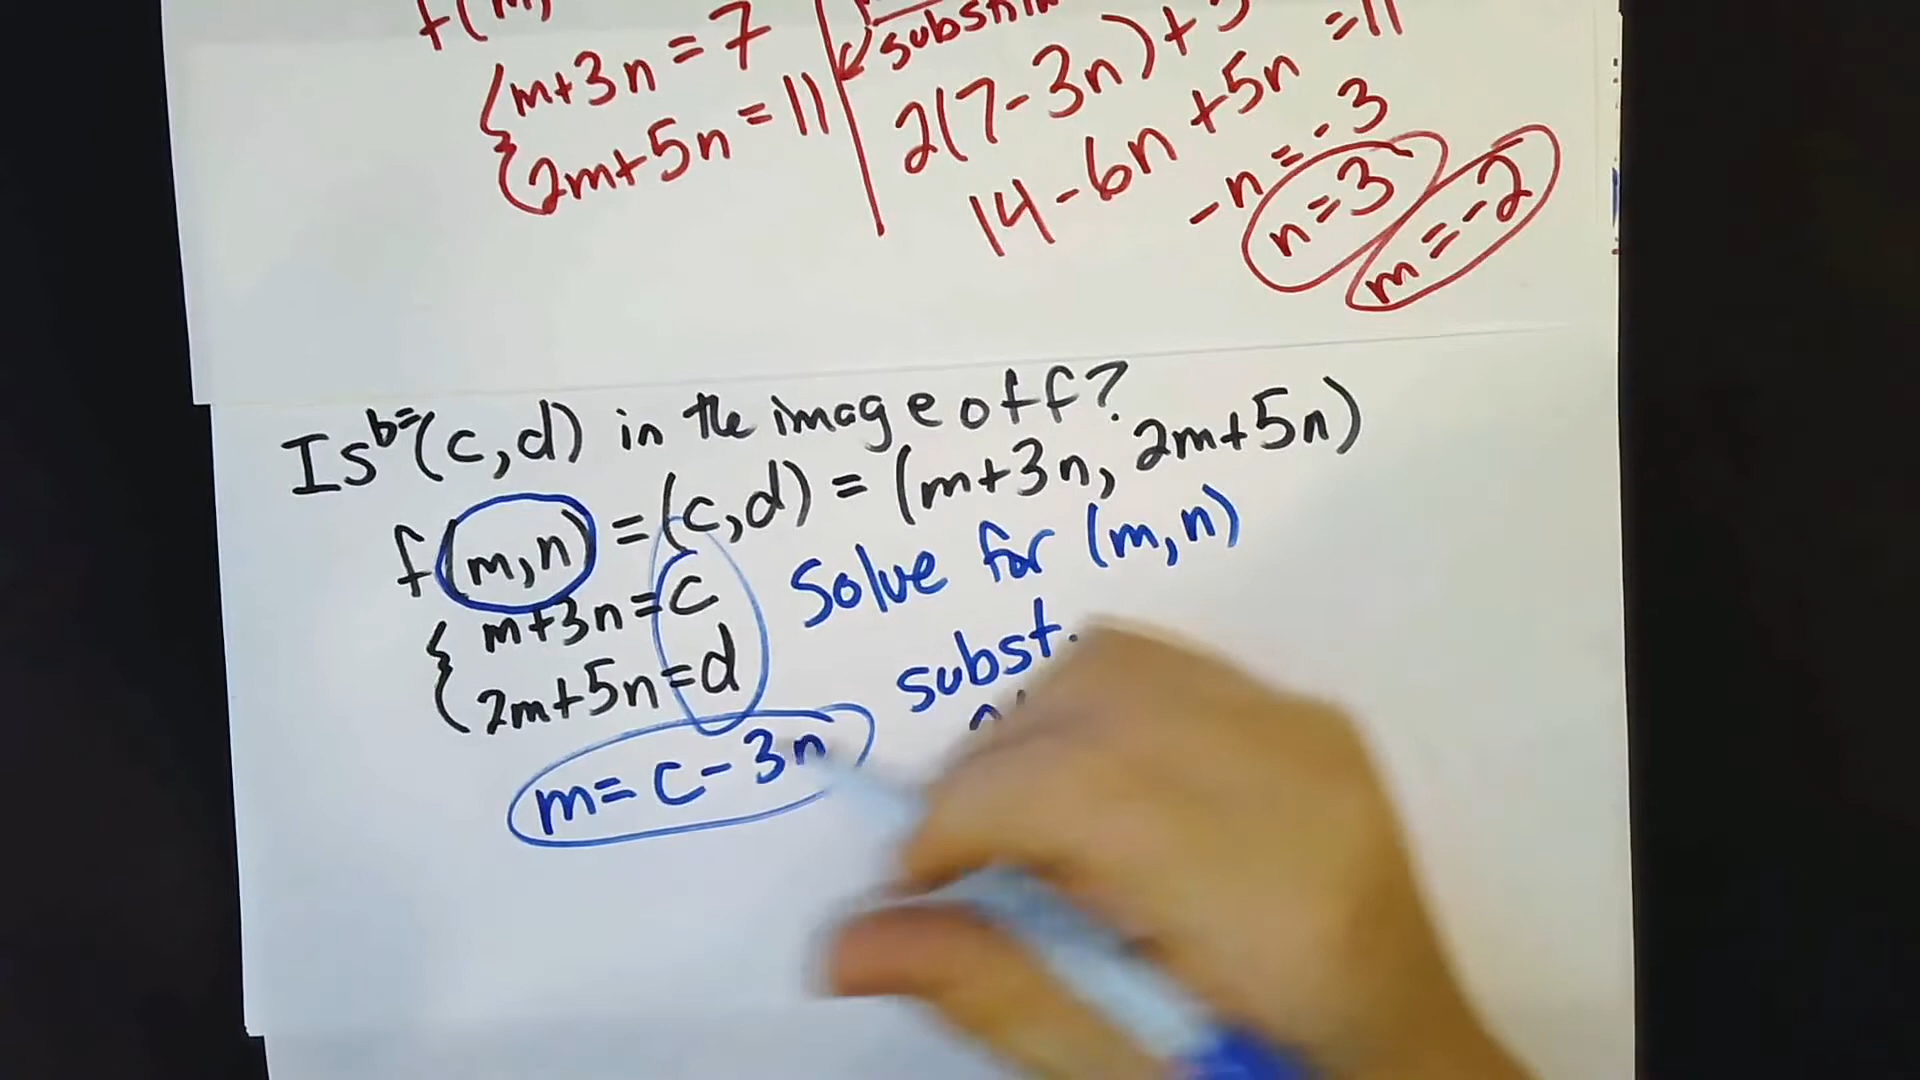 f(m,
m+3n=7
2m+5n=11
2(7-3n)+5
14-6n+5n=11
-n=-3
n=3
m=-2
Is b=(c,d) in the image of f?
f(m,n)=(c,d)=(m+3n, 2m+5n)
m+3n=c
2m+5n=d
Solve for (m,n)
subst.
m=c-3n